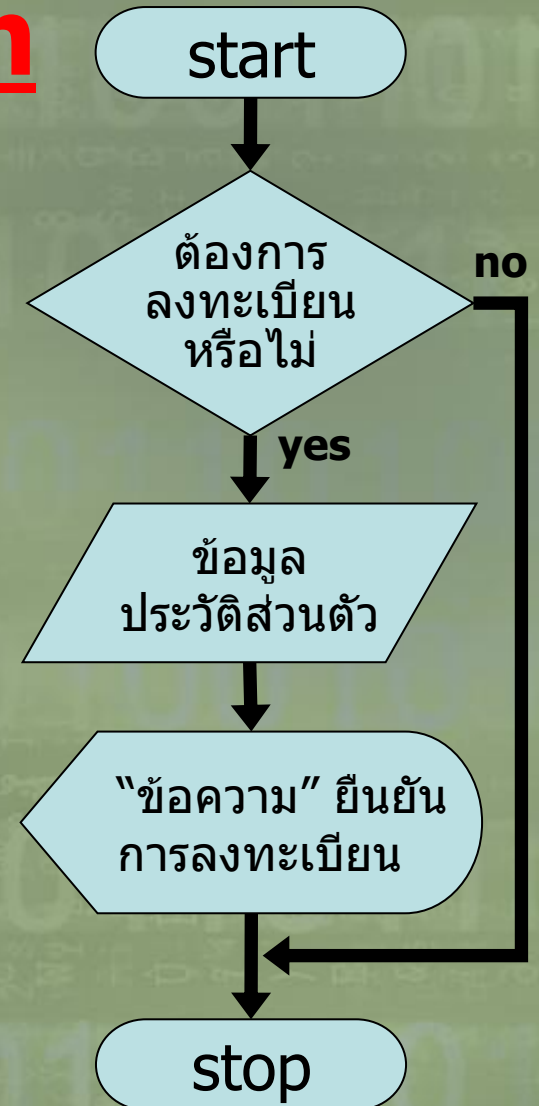 start
ต้องการ
ลงทะเบียน
หรือไม่
no
yes
ข้อมูล
ประวัติส่วนตัว
“ข้อความ” ยืนยัน
การลงทะเบียน
stop